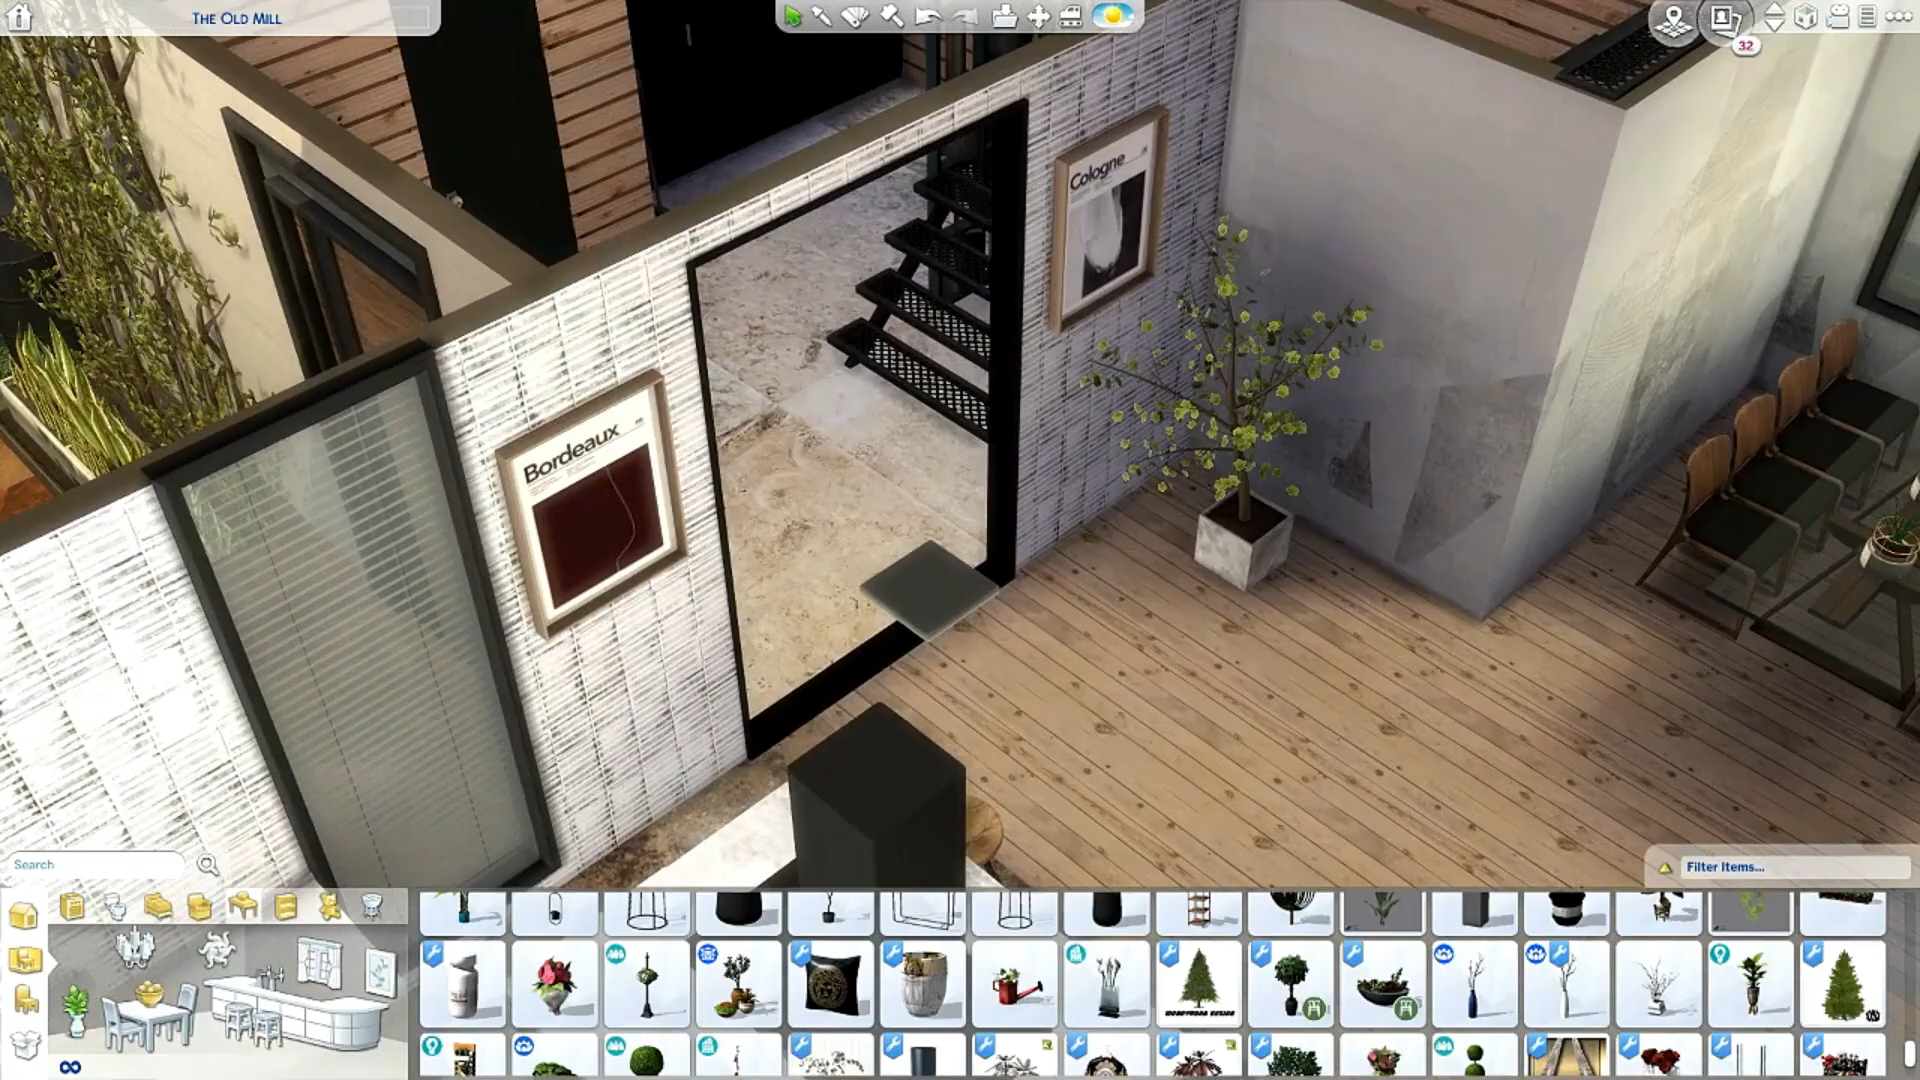 THE OLD MILL
32
Cologne
Bordeaux
Search
Filter Items...